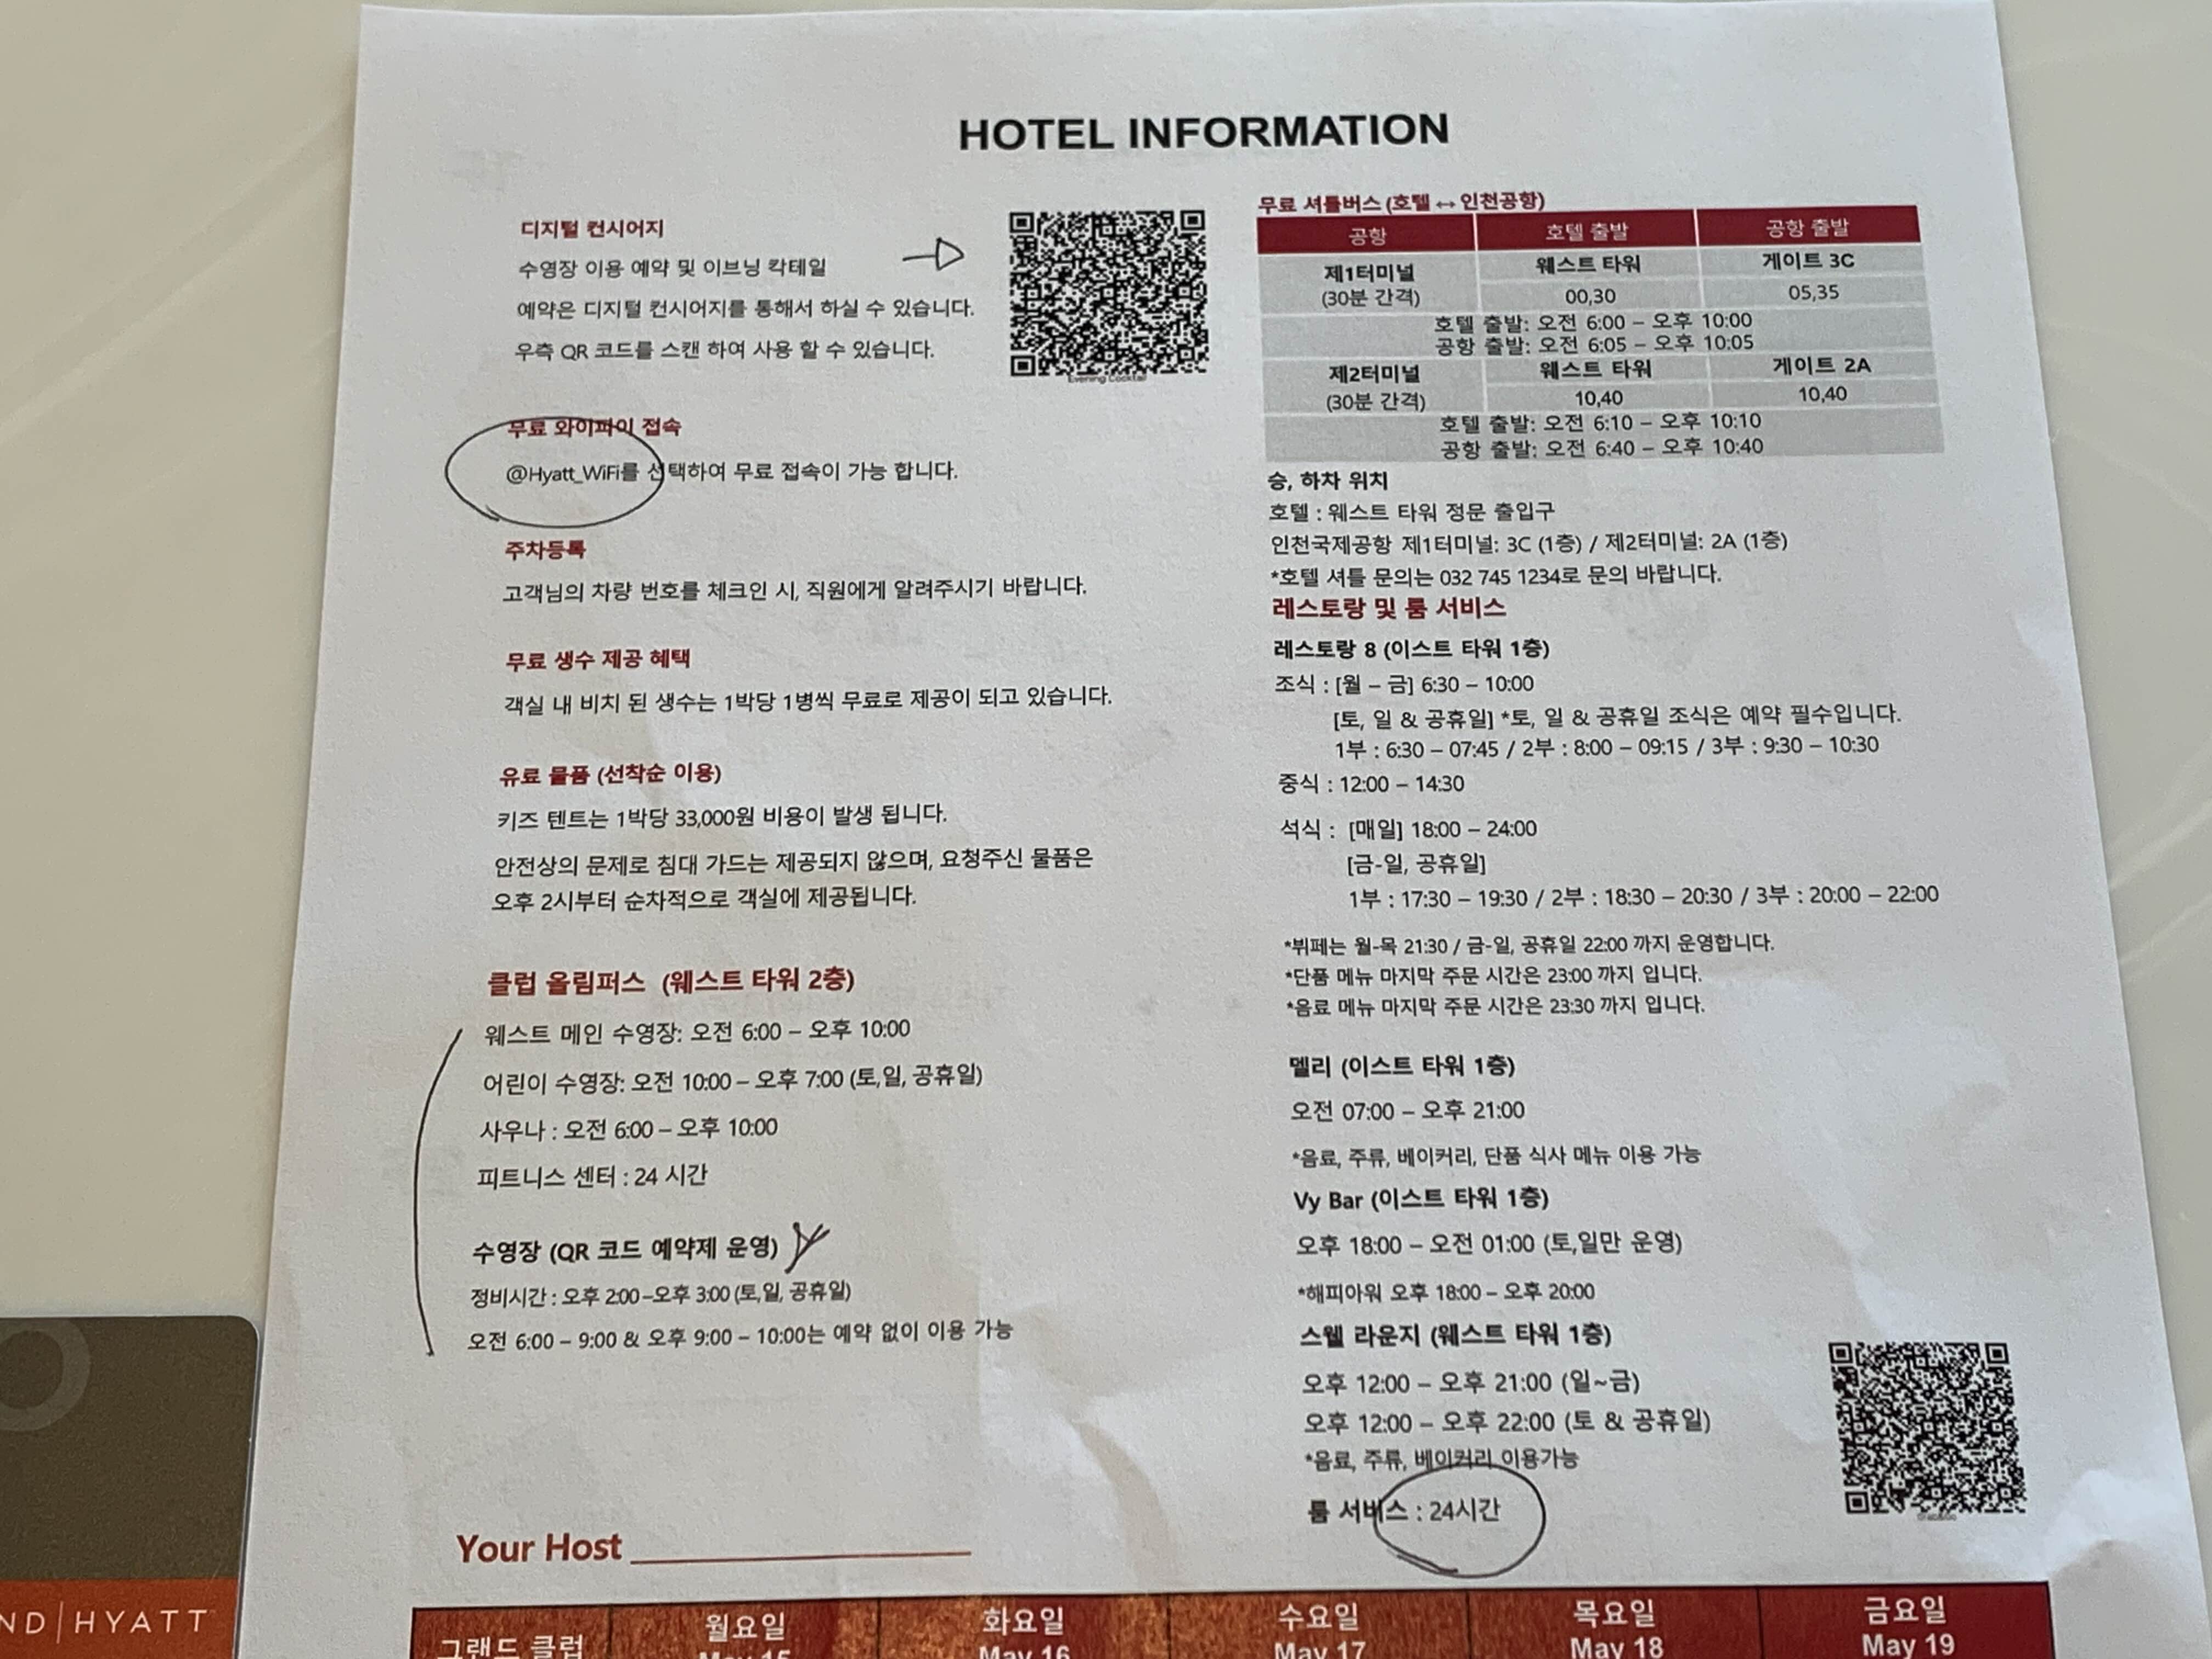 HOTEL INFORMATION
디지털 컨시어지
수영장 이용 예약 및 이브닝 칵테일
예약은 디지털 컨시어지를 통해서 하실 수 있습니다.
우측 QR 코드를 스캔 하여 사용 할 수 있습니다.
Evening Cocktail
무료 와이파이 접속
@Hyatt_WiFi를 선택하여 무료 접속이 가능 합니다.
주차등록
고객님의 차량 번호를 체크인 시, 직원에게 알려주시기 바랍니다.
무료 생수 제공 혜택
객실 내 비치 된 생수는 1박당 1병씩 무료로 제공이 되고 있습니다.
유료 물품 (선착순 이용)
키즈 텐트는 1박당 33,000원 비용이 발생 됩니다.
안전상의 문제로 침대 가드는 제공되지 않으며, 요청주신 물품은
오후 2시부터 순차적으로 객실에 제공됩니다.
클럽 올림퍼스 (웨스트 타워 2층)
웨스트 메인 수영장: 오전 6:00 – 오후 10:00
어린이 수영장: 오전 10:00 – 오후 7:00 (토,일, 공휴일)
사우나 : 오전 6:00 – 오후 10:00
피트니스 센터 : 24 시간
수영장 (QR 코드 예약제 운영)
정비시간 : 오후 2:00 –오후 3:00 (토,일, 공휴일)
오전 6:00 – 9:00 & 오후 9:00 – 10:00는 예약 없이 이용 가능
Your Host
무료 셔틀버스 (호텔 ↔ 인천공항)
공항 호텔 출발 공항 출발
제1터미널 웨스트 타워 게이트 3C
(30분 간격) 00,30 05,35
호텔 출발: 오전 6:00 – 오후 10:00
공항 출발: 오전 6:05 – 오후 10:05
제2터미널 웨스트 타워 게이트 2A
(30분 간격) 10,40 10,40
호텔 출발: 오전 6:10 – 오후 10:10
공항 출발: 오전 6:40 – 오후 10:40
승, 하차 위치
호텔 : 웨스트 타워 정문 출입구
인천국제공항 제1터미널: 3C (1층) / 제2터미널: 2A (1층)
*호텔 셔틀 문의는 032 745 1234로 문의 바랍니다.
레스토랑 및 룸 서비스
레스토랑 8 (이스트 타워 1층)
조식 : [월 – 금] 6:30 – 10:00
[토, 일 & 공휴일] *토, 일 & 공휴일 조식은 예약 필수입니다.
1부 : 6:30 – 07:45 / 2부 : 8:00 – 09:15 / 3부 : 9:30 – 10:30
중식 : 12:00 – 14:30
석식 : [매일] 18:00 – 24:00
[금-일, 공휴일]
1부 : 17:30 – 19:30 / 2부 : 18:30 – 20:30 / 3부 : 20:00 – 22:00
*뷔페는 월-목 21:30 / 금-일, 공휴일 22:00 까지 운영합니다.
*단품 메뉴 마지막 주문 시간은 23:00 까지 입니다.
*음료 메뉴 마지막 주문 시간은 23:30 까지 입니다.
멜리 (이스트 타워 1층)
오전 07:00 – 오후 21:00
*음료, 주류, 베이커리, 단품 식사 메뉴 이용 가능
Vy Bar (이스트 타워 1층)
오후 18:00 – 오전 01:00 (토,일만 운영)
*해피아워 오후 18:00 – 오후 20:00
스웰 라운지 (웨스트 타워 1층)
오후 12:00 – 오후 21:00 (일~금)
오후 12:00 – 오후 22:00 (토 & 공휴일)
*음료, 주류, 베이커리 이용가능
룸 서비스 : 24시간
ND | HYATT
그랜드 클럽 월요일 화요일 수요일 목요일 금요일
May 15 May 16 May 17 May 18 May 19